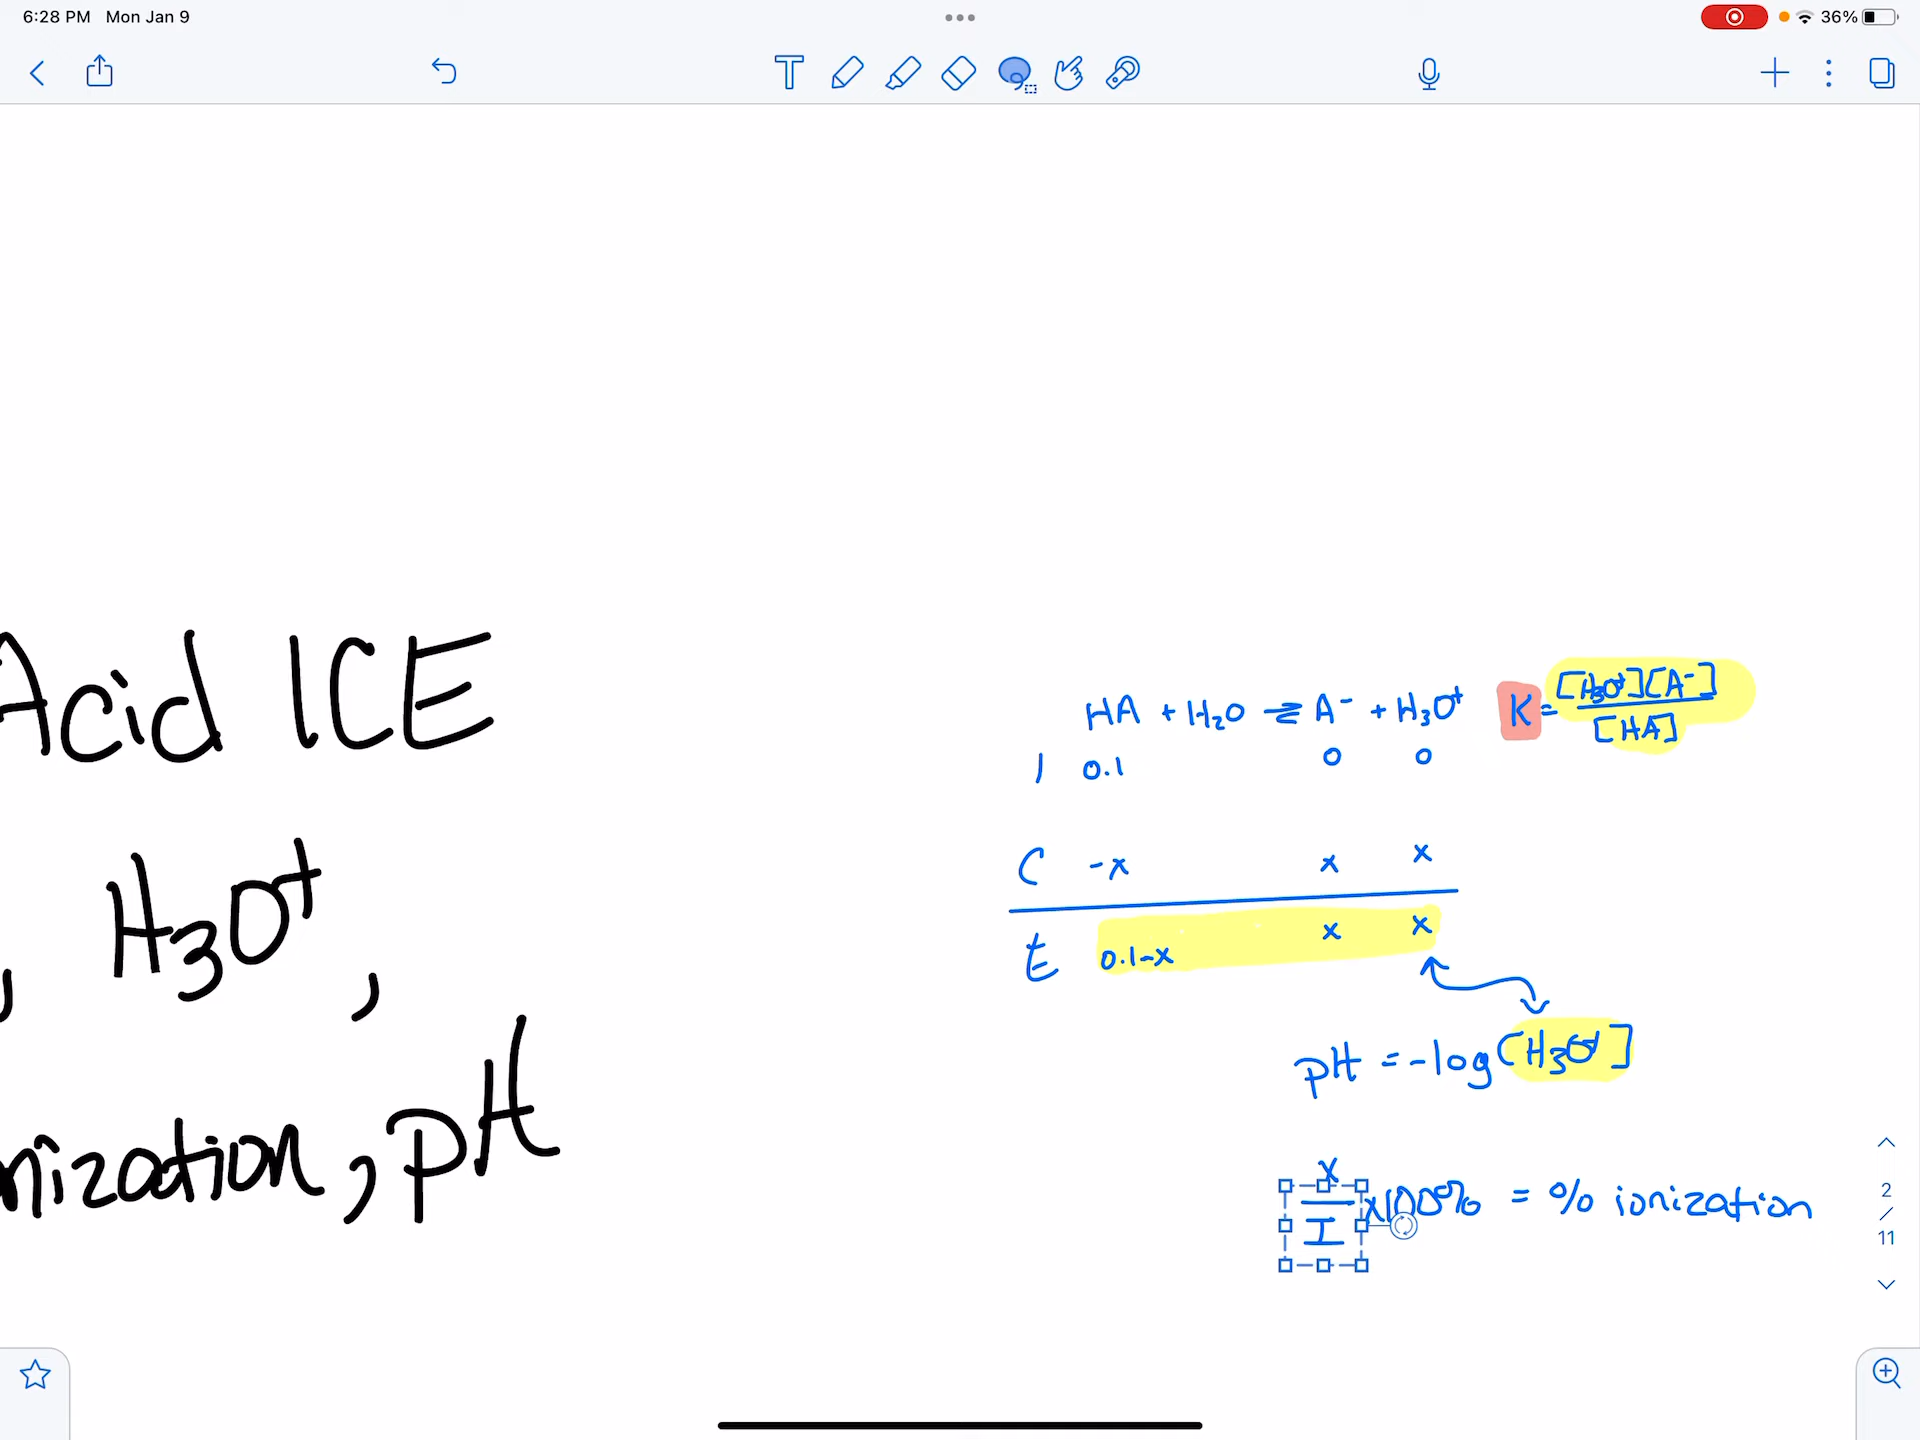 6:28 PM Mon Jan 9
36%
Acid ICE
, H₃O⁺,
nization, pH
HA + H₂O ⇌ A⁻ + H₃O⁺ K = [H₃O⁺][A⁻] / [HA]
I 0.1 0 0
C -x x x
E 0.1-x x x
pH = -log[H₃O⁺]
x / I x100% = % ionization
2 / 11